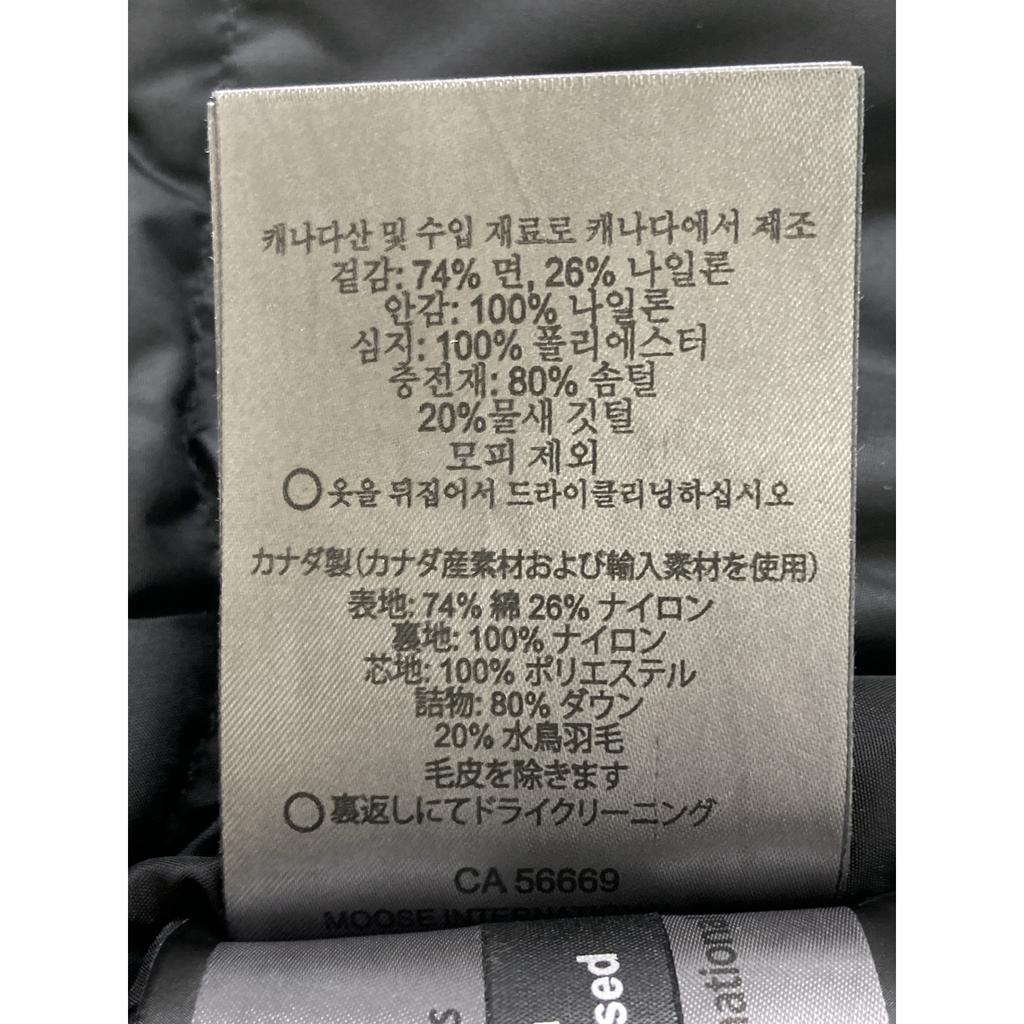 캐나다산 및 수입 재료로 캐나다에서 제조
겉감: 74% 면, 26% 나일론
안감: 100% 나일론
심지: 100% 폴리에스터
충전재: 80% 솜털
20%물새 깃털
모피 제외
옷을 뒤집어서 드라이클리닝하십시오
カナダ製(カナダ産素材および輸入素材を使用)
表地: 74% 綿 26% ナイロン
裏地: 100% ナイロン
芯地: 100% ポリエステル
詰物: 80% ダウン
20% 水鳥羽毛
毛皮を除きます
裏返しにてドライクリーニング
CA 56669
MOOSE